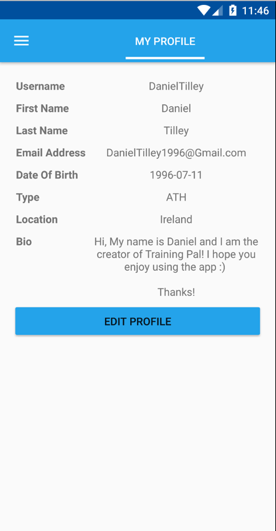 11:46
MY PROFILE
Username DanielTilley
First Name Daniel
Last Name Tilley
Email Address DanielTilley1996@Gmail.com
Date Of Birth 1996-07-11
Type ATH
Location Ireland
Bio Hi, My name is Daniel and I am the
creator of Training Pal! I hope you
enjoy using the app :)
Thanks!
EDIT PROFILE